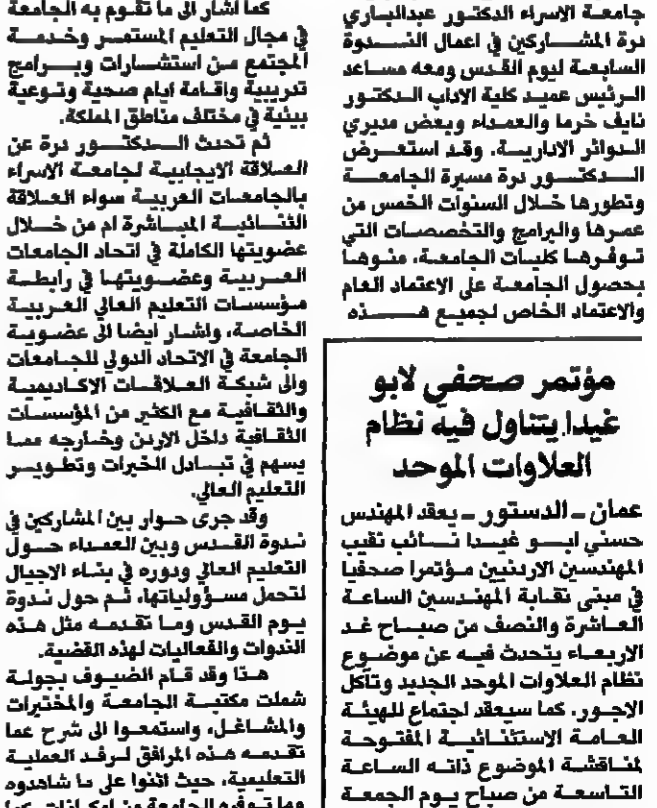 جامعة الاسراء الدكتور عبدالباري
درة المشاركين في اعمال الندوة
السابعة ليوم القدس ومعه مساعد
الرئيس عميد كلية الاداب الدكتور
نايف خرما والعمداء وبعض مديري
الدوائر الادارية. وقد استعرض
الدكتور درة مسيرة الجامعة
وتطورها خلال السنوات الخمس من
عمرها والبرامج والتخصصات التي
توفرها كليات الجامعة، منوها
بحصول الجامعة على الاعتماد العام
والاعتماد الخاص لجميع هذه
كما اشار الى ما تقوم به الجامعة
في مجال التعليم المستمر وخدمة
المجتمع من استشارات وبرامج
تدريبية واقامة ايام صحية وتوعية
بيئية في مختلف مناطق المملكة.
ثم تحدث الدكتور درة عن
العلاقة الايجابية لجامعة الاسراء
بالجامعات العربية سواء العلاقة
الثنائية المباشرة ام من خلال
عضويتها الكاملة في اتحاد الجامعات
العربية وعضويتها في رابطة
مؤسسات التعليم العالي العربية
الخاصة، واشار ايضا الى عضوية
الجامعة في الاتحاد الدولي للجامعات
والى شبكة العلاقات الاكاديمية
والثقافية مع الكثير من المؤسسات
الثقافية داخل الاردن وخارجه مما
يسهم في تبادل الخبرات وتطوير
التعليم العالي.
وقد جرى حوار بين المشاركين في
ندوة القدس وبين العمداء حول
التعليم العالي ودوره في بناء الاجيال
لتحمل مسؤولياتها، ثم حول ندوة
يوم القدس وما تقدمه مثل هذه
الندوات والفعاليات لهذه القضية.
هذا وقد قام الضيوف بجولة
شملت مكتبة الجامعة والمختبرات
والمشاغل، واستمعوا الى شرح عما
تقدمه هذه المرافق لرفد العملية
التعليمية، حيث اثنوا على ما شاهدوه
وما توفره الجامعة من امكانات كما
مؤتمر صحفي لابو
غيدا يتناول فيه نظام
العلاوات الموحد
عمان ـ الدستور ـ يعقد المهندس
حسني ابو غيدا نائب نقيب
المهندسين الاردنيين مؤتمرا صحفيا
في مبنى نقابة المهندسين الساعة
العاشرة والنصف من صباح غد
الاربعاء يتحدث فيه عن موضوع
نظام العلاوات الموحد الجديد وتآكل
الاجور. كما سيعقد اجتماع للهيئة
العامة الاستثنائية المفتوحة
لمناقشة الموضوع ذاته الساعة
التاسعة من صباح يوم الجمعة